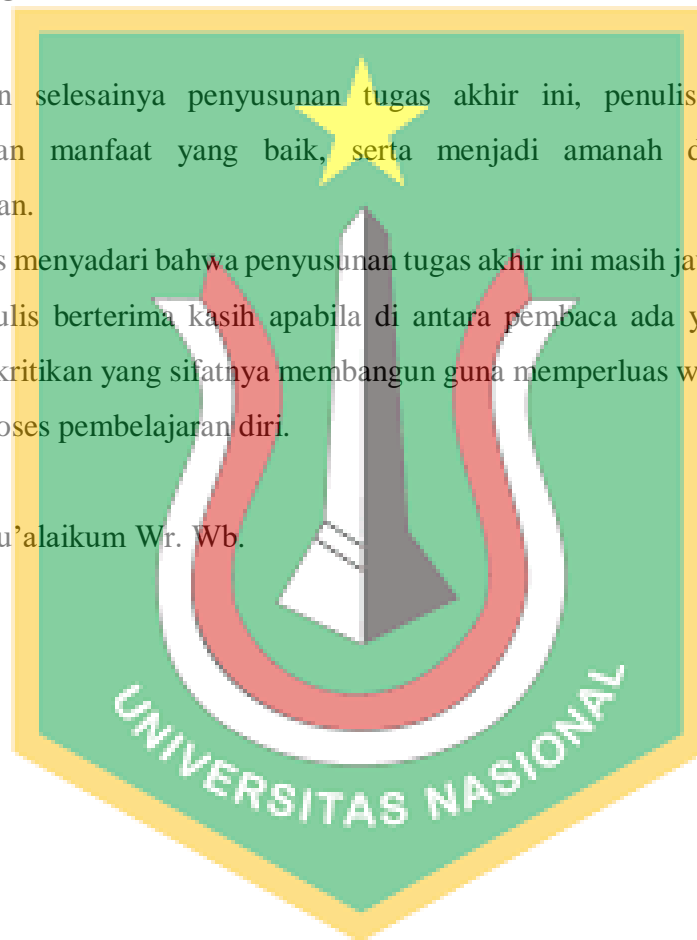 n selesainya penyusunan tugas akhir ini, penulis
an manfaat yang baik, serta menjadi amanah d
an.
s menyadari bahwa penyusunan tugas akhir ini masih ja
ulis berterima kasih apabila di antara pembaca ada y
kritikan yang sifatnya membangun guna memperluas w
oses pembelajaran diri.
u’alaikum Wr. Wb.
UNIVERSITAS NASIONAL